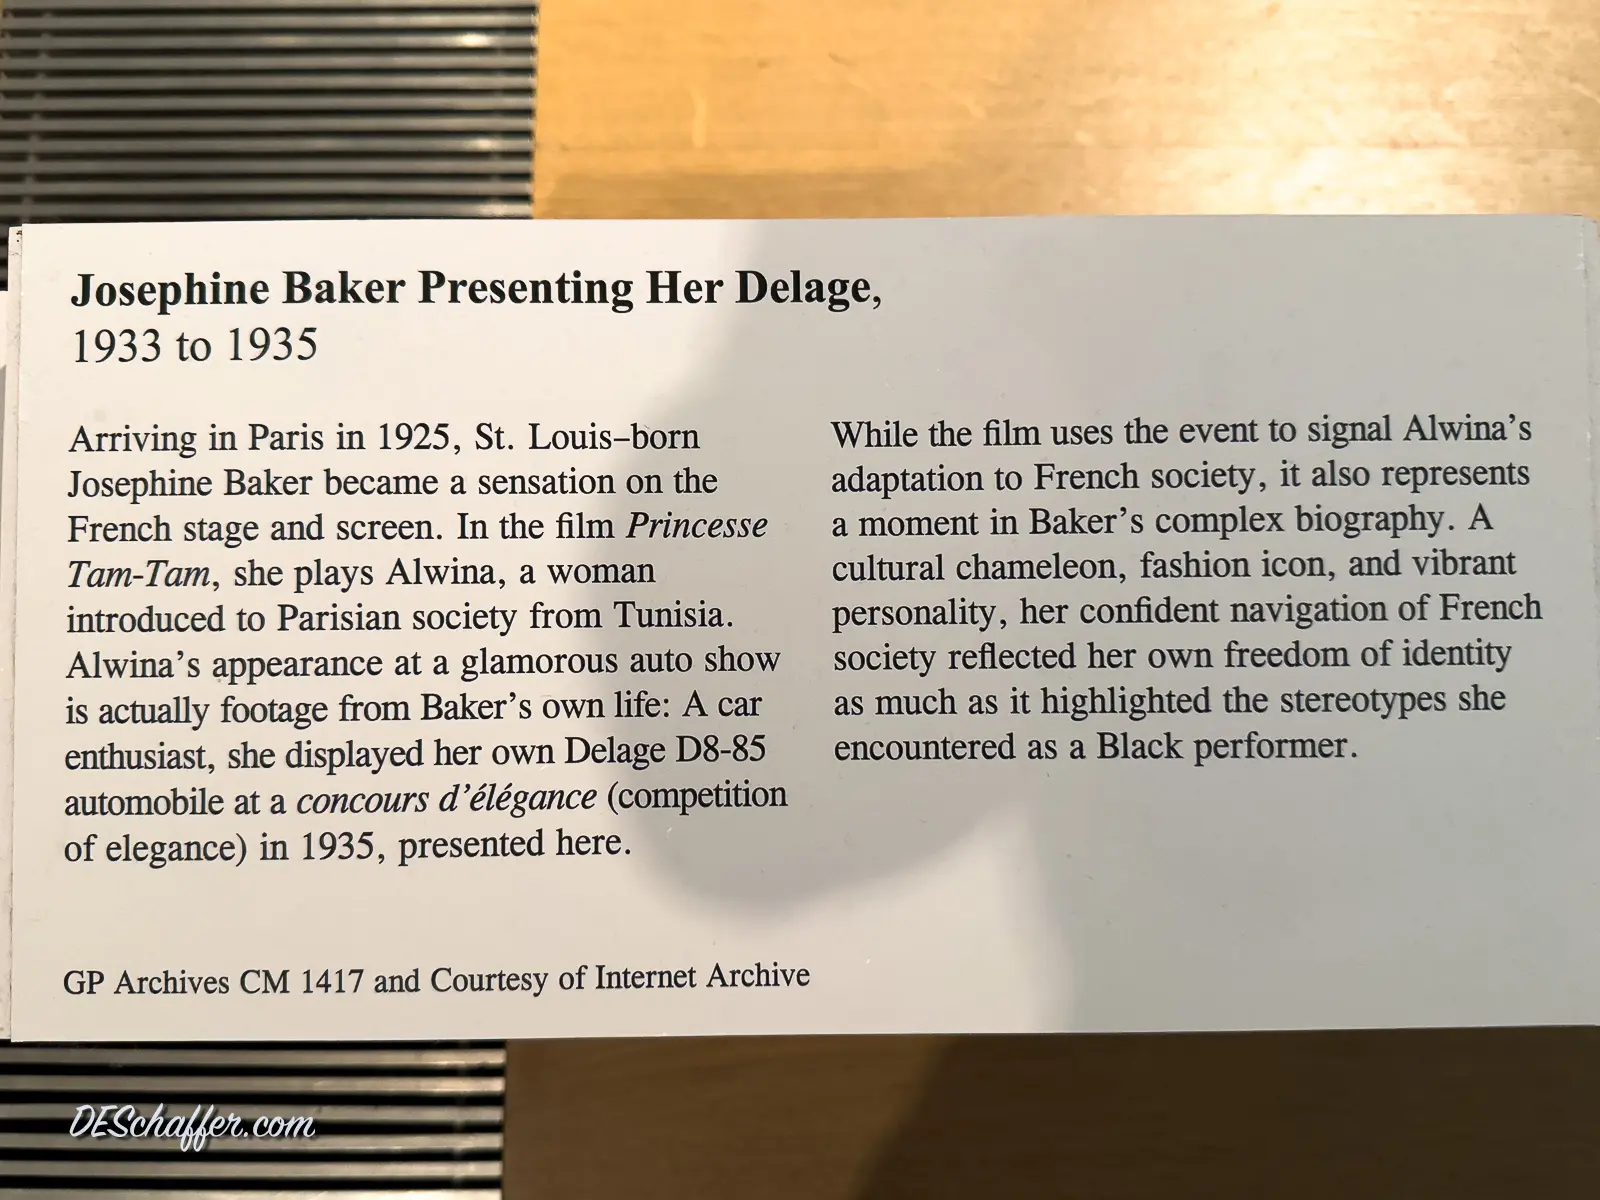 Josephine Baker Presenting Her Delage,
1933 to 1935
Arriving in Paris in 1925, St. Louis–born
Josephine Baker became a sensation on the
French stage and screen. In the film Princesse
Tam-Tam, she plays Alwina, a woman
introduced to Parisian society from Tunisia.
Alwina's appearance at a glamorous auto show
is actually footage from Baker's own life: A car
enthusiast, she displayed her own Delage D8-85
automobile at a concours d'élégance (competition
of elegance) in 1935, presented here.
While the film uses the event to signal Alwina's
adaptation to French society, it also represents
a moment in Baker's complex biography. A
cultural chameleon, fashion icon, and vibrant
personality, her confident navigation of French
society reflected her own freedom of identity
as much as it highlighted the stereotypes she
encountered as a Black performer.
GP Archives CM 1417 and Courtesy of Internet Archive
DESchaffer.com